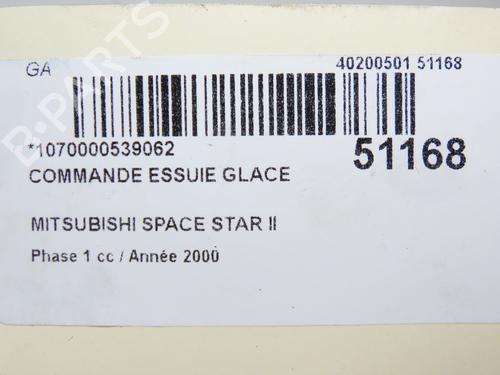 GA
40200501 51168
*1070000539062
51168
COMMANDE ESSUIE GLACE
MITSUBISHI SPACE STAR II
Phase 1 cc / Année 2000
B-PARTS